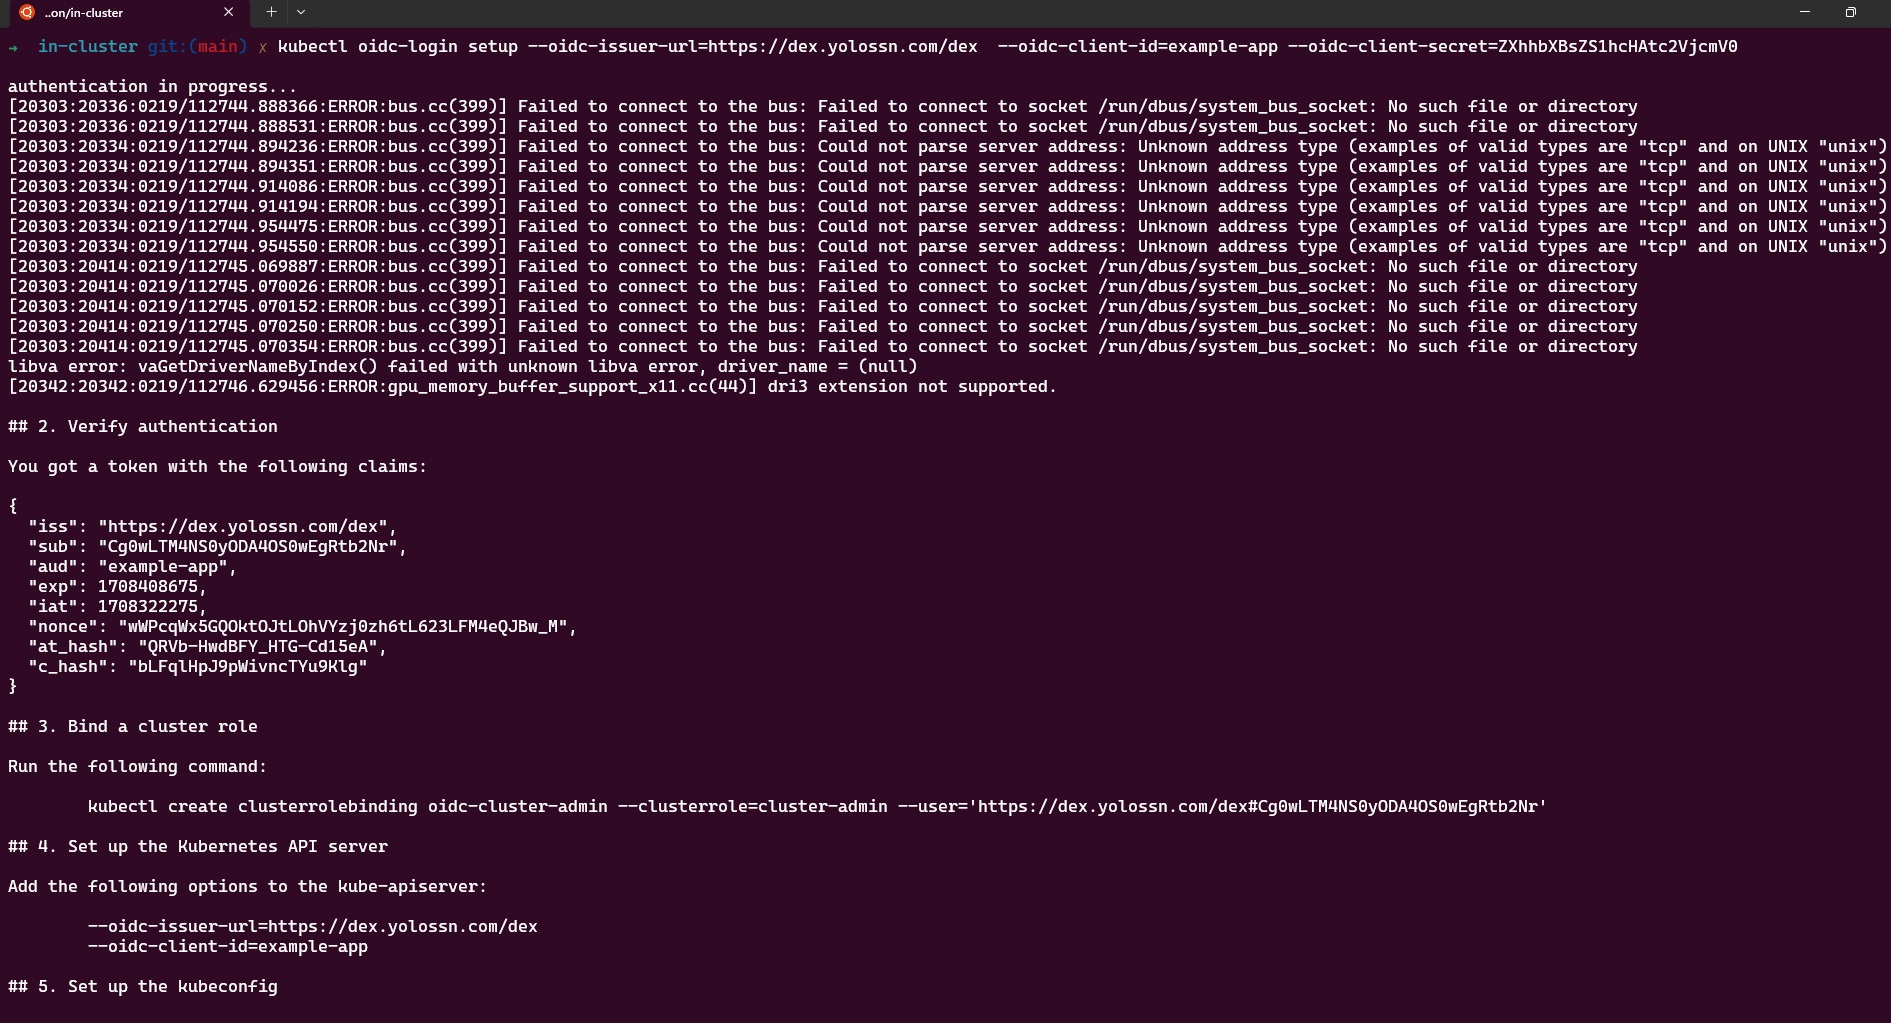 ..on/in-cluster
→ in-cluster git:(main) ✗ kubectl oidc-login setup --oidc-issuer-url=https://dex.yolossn.com/dex  --oidc-client-id=example-app --oidc-client-secret=ZXhhbXBsZS1hcHAtc2VjcmV0
authentication in progress...
[20303:20336:0219/112744.888366:ERROR:bus.cc(399)] Failed to connect to the bus: Failed to connect to socket /run/dbus/system_bus_socket: No such file or directory
[20303:20336:0219/112744.888531:ERROR:bus.cc(399)] Failed to connect to the bus: Failed to connect to socket /run/dbus/system_bus_socket: No such file or directory
[20303:20334:0219/112744.894236:ERROR:bus.cc(399)] Failed to connect to the bus: Could not parse server address: Unknown address type (examples of valid types are "tcp" and on UNIX "unix")
[20303:20334:0219/112744.894351:ERROR:bus.cc(399)] Failed to connect to the bus: Could not parse server address: Unknown address type (examples of valid types are "tcp" and on UNIX "unix")
[20303:20334:0219/112744.914086:ERROR:bus.cc(399)] Failed to connect to the bus: Could not parse server address: Unknown address type (examples of valid types are "tcp" and on UNIX "unix")
[20303:20334:0219/112744.914194:ERROR:bus.cc(399)] Failed to connect to the bus: Could not parse server address: Unknown address type (examples of valid types are "tcp" and on UNIX "unix")
[20303:20334:0219/112744.954475:ERROR:bus.cc(399)] Failed to connect to the bus: Could not parse server address: Unknown address type (examples of valid types are "tcp" and on UNIX "unix")
[20303:20334:0219/112744.954550:ERROR:bus.cc(399)] Failed to connect to the bus: Could not parse server address: Unknown address type (examples of valid types are "tcp" and on UNIX "unix")
[20303:20414:0219/112745.069887:ERROR:bus.cc(399)] Failed to connect to the bus: Failed to connect to socket /run/dbus/system_bus_socket: No such file or directory
[20303:20414:0219/112745.070026:ERROR:bus.cc(399)] Failed to connect to the bus: Failed to connect to socket /run/dbus/system_bus_socket: No such file or directory
[20303:20414:0219/112745.070152:ERROR:bus.cc(399)] Failed to connect to the bus: Failed to connect to socket /run/dbus/system_bus_socket: No such file or directory
[20303:20414:0219/112745.070250:ERROR:bus.cc(399)] Failed to connect to the bus: Failed to connect to socket /run/dbus/system_bus_socket: No such file or directory
[20303:20414:0219/112745.070354:ERROR:bus.cc(399)] Failed to connect to the bus: Failed to connect to socket /run/dbus/system_bus_socket: No such file or directory
libva error: vaGetDriverNameByIndex() failed with unknown libva error, driver_name = (null)
[20342:20342:0219/112746.629456:ERROR:gpu_memory_buffer_support_x11.cc(44)] dri3 extension not supported.
## 2. Verify authentication
You got a token with the following claims:
{
  "iss": "https://dex.yolossn.com/dex",
  "sub": "Cg0wLTM4NS0yODA4OS0wEgRtb2Nr",
  "aud": "example-app",
  "exp": 1708408675,
  "iat": 1708322275,
  "nonce": "wWPcqWx5GQOktOJtLOhVYzj0zh6tL623LFM4eQJBw_M",
  "at_hash": "QRVb-HwdBFY_HTG-Cd15eA",
  "c_hash": "bLFqlHpJ9pWivncTYu9Klg"
}
## 3. Bind a cluster role
Run the following command:
kubectl create clusterrolebinding oidc-cluster-admin --clusterrole=cluster-admin --user='https://dex.yolossn.com/dex#Cg0wLTM4NS0yODA4OS0wEgRtb2Nr'
## 4. Set up the Kubernetes API server
Add the following options to the kube-apiserver:
--oidc-issuer-url=https://dex.yolossn.com/dex
--oidc-client-id=example-app
## 5. Set up the kubeconfig